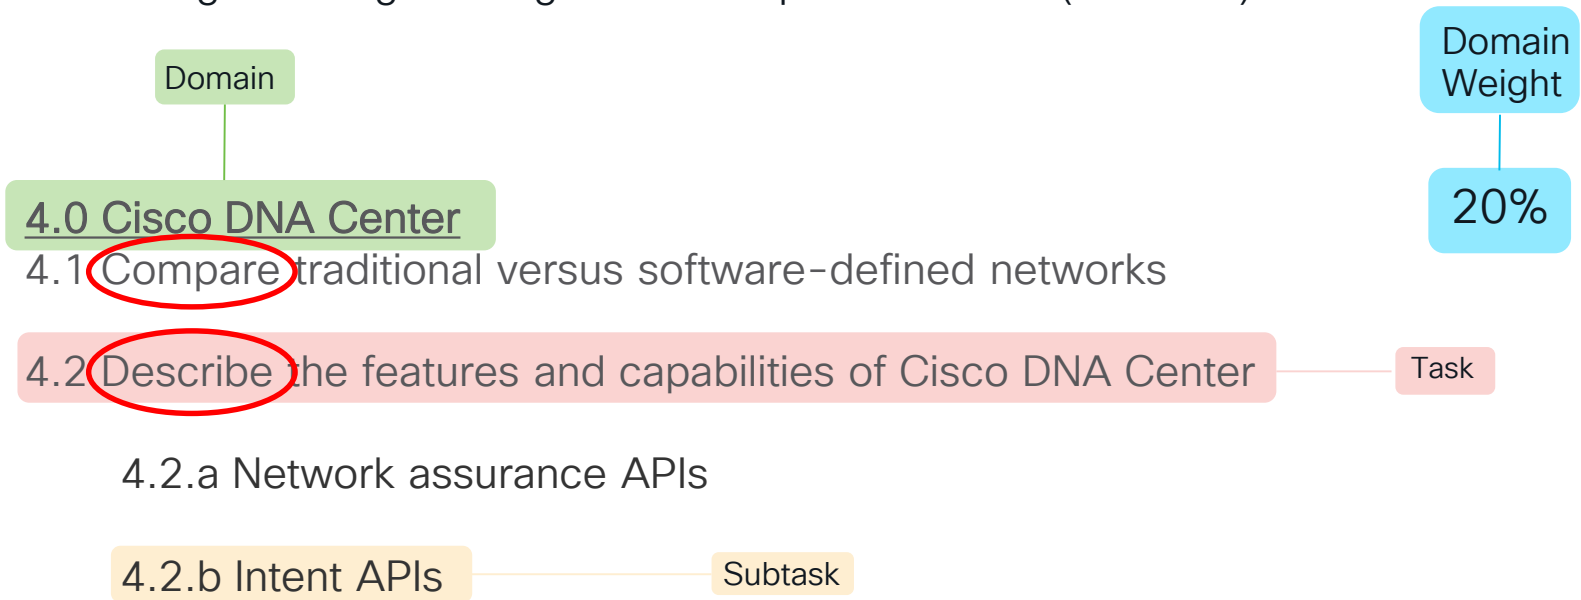 Domain
Weight
Domain
4.0 Cisco DNA Center
20%
4.1 Compare traditional versus software-defined networks
4.2 Describe the features and capabilities of Cisco DNA Center
Task
4.2.a Network assurance APIs
4.2.b Intent APIs
Subtask